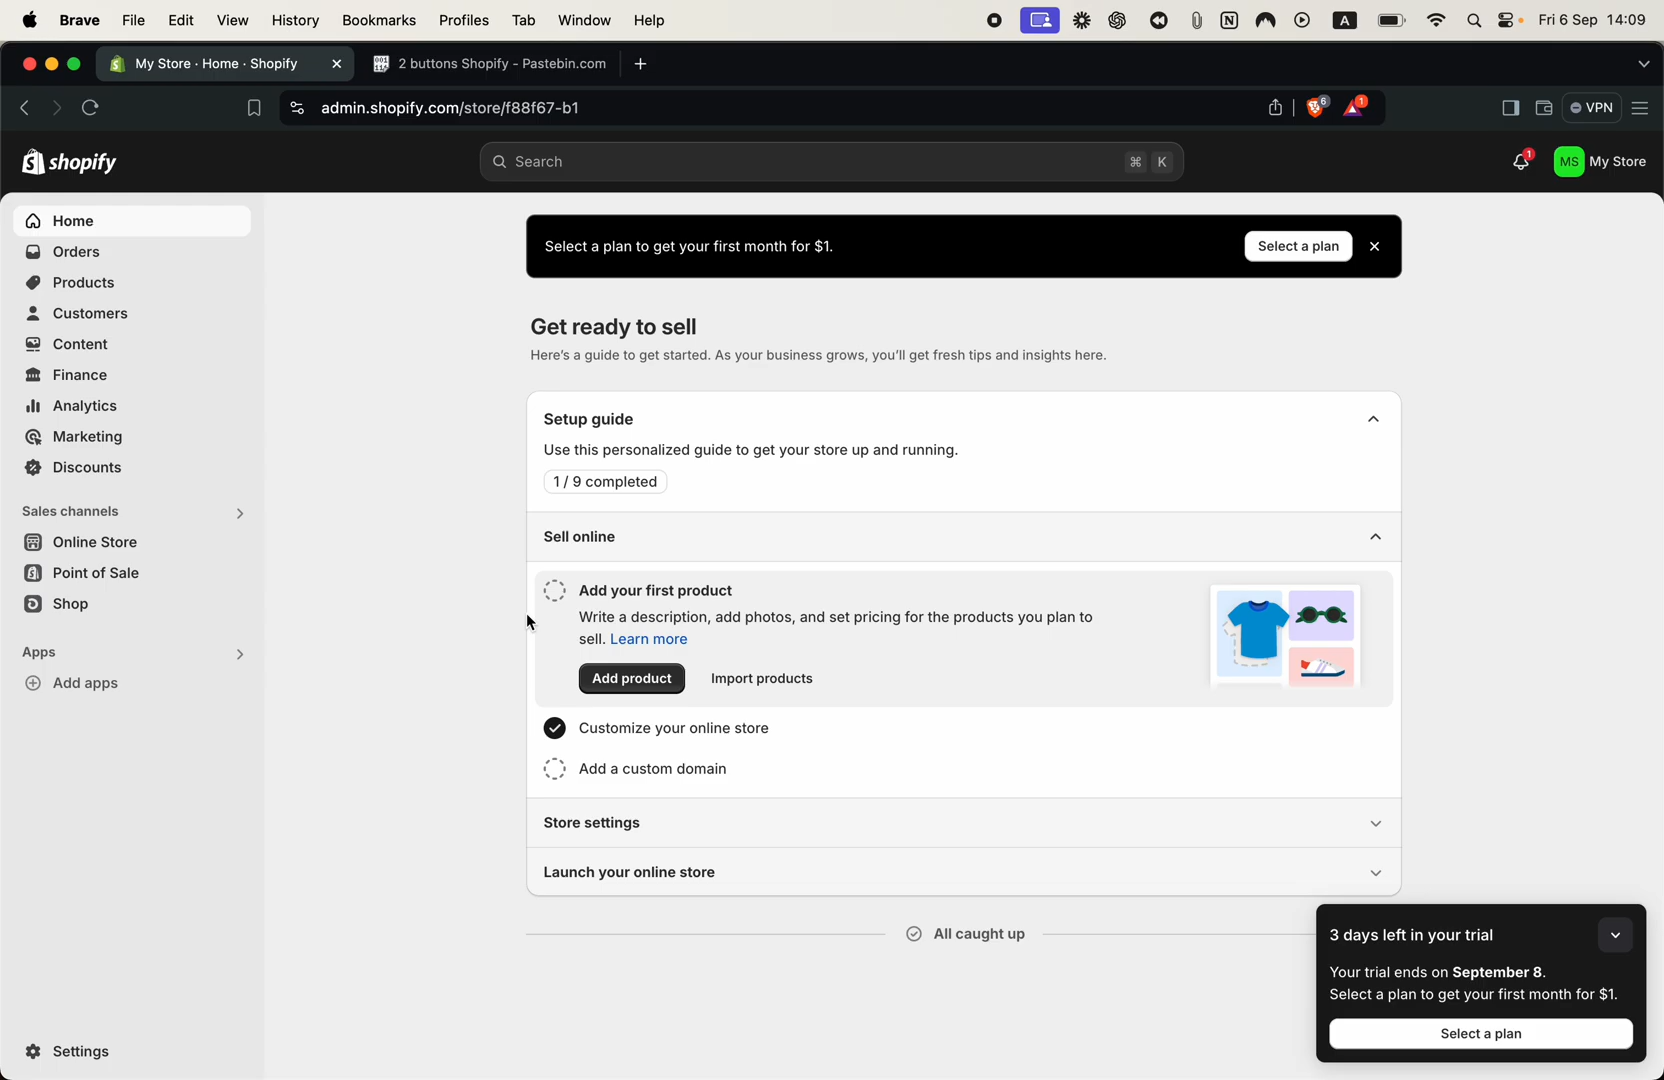 Brave File Edit View History Bookmarks Profiles Tab Window Help A Fri 6 Sep 14:09
My Store · Home · Shopify 2 buttons Shopify - Pastebin.com
admin.shopify.com/store/f88f67-b1 6 1 VPN
shopify Search ⌘ K 1 MS My Store
Home
Orders
Products
Customers
Content
Finance
Analytics
Marketing
Discounts
Sales channels
Online Store
Point of Sale
Shop
Apps
Add apps
Settings
Select a plan to get your first month for $1. Select a plan
Get ready to sell
Here's a guide to get started. As your business grows, you'll get fresh tips and insights here.
Setup guide
Use this personalized guide to get your store up and running.
1 / 9 completed
Sell online
Add your first product
Write a description, add photos, and set pricing for the products you plan to
sell. Learn more
Add product Import products
Customize your online store
Add a custom domain
Store settings
Launch your online store
All caught up
3 days left in your trial
Your trial ends on September 8.
Select a plan to get your first month for $1.
Select a plan